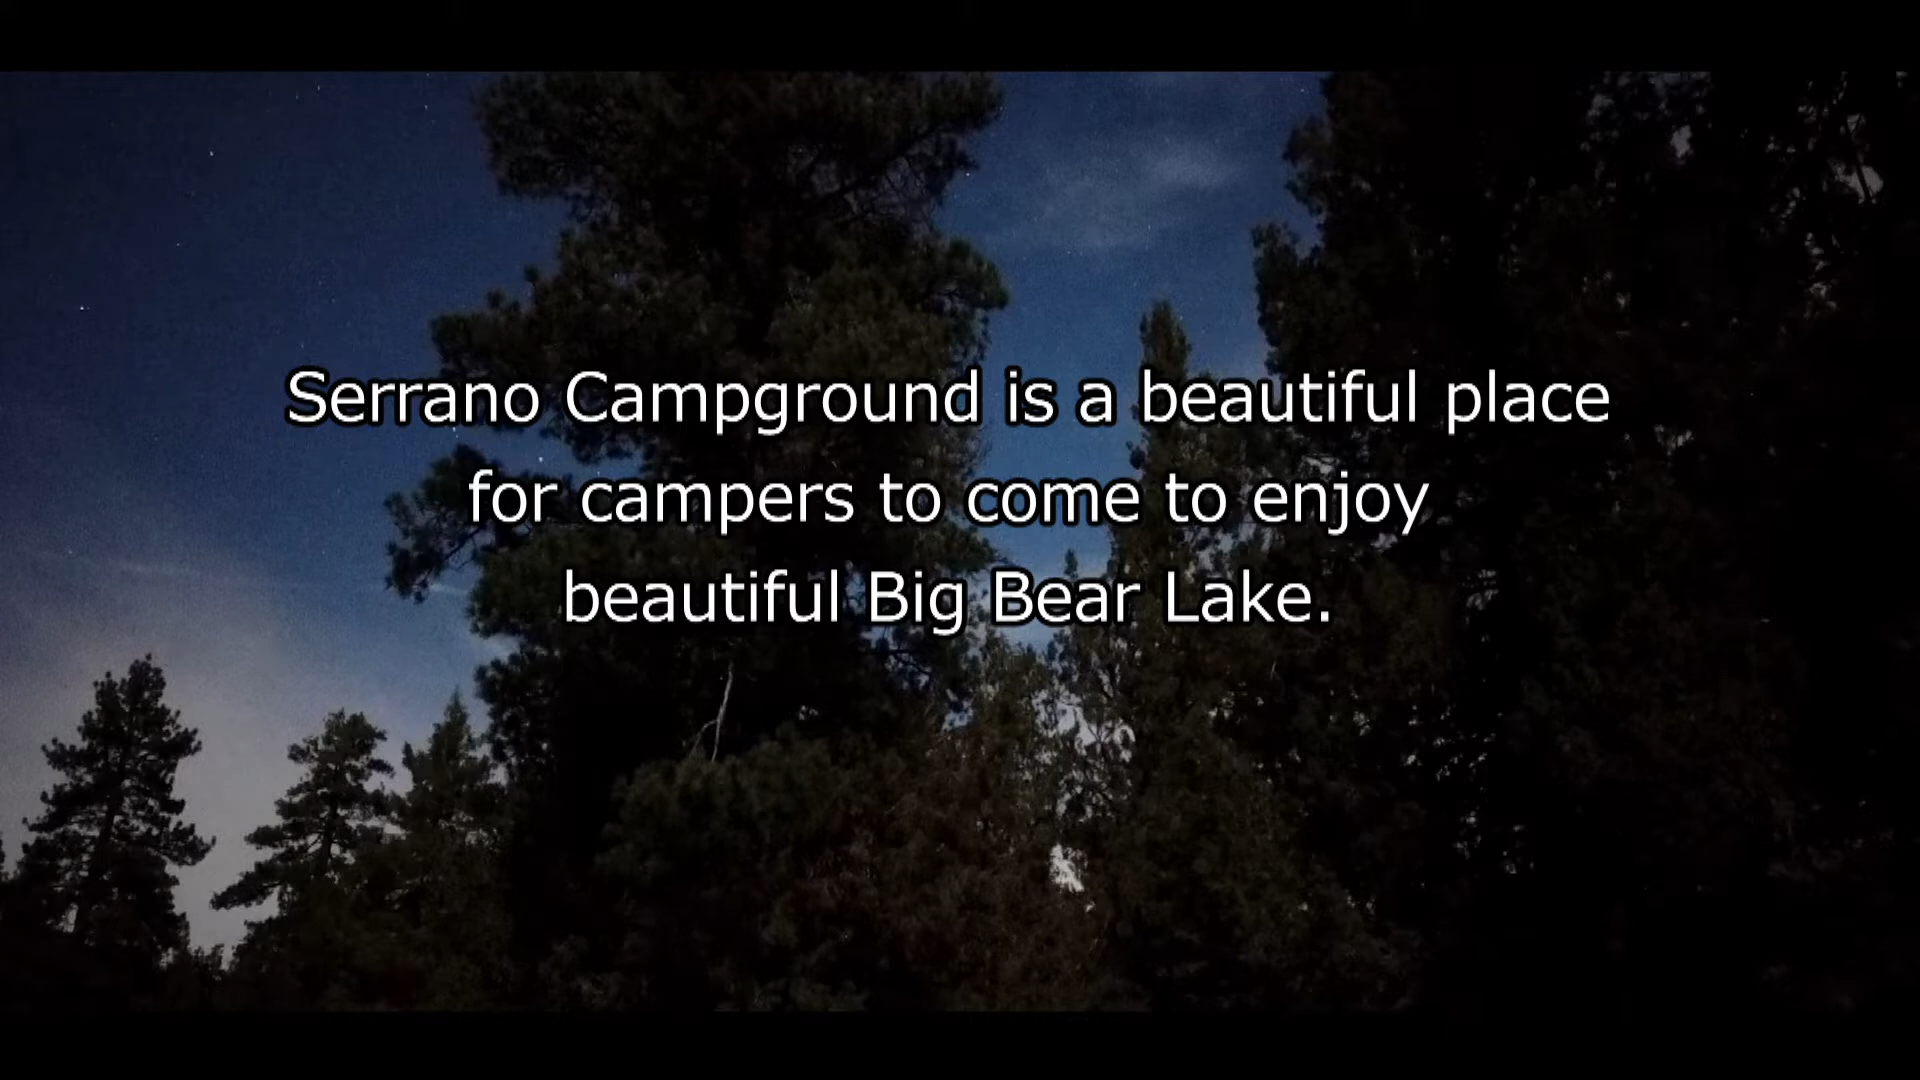 Serrano Campground is a beautiful place
for campers to come to enjoy
beautiful Big Bear Lake.